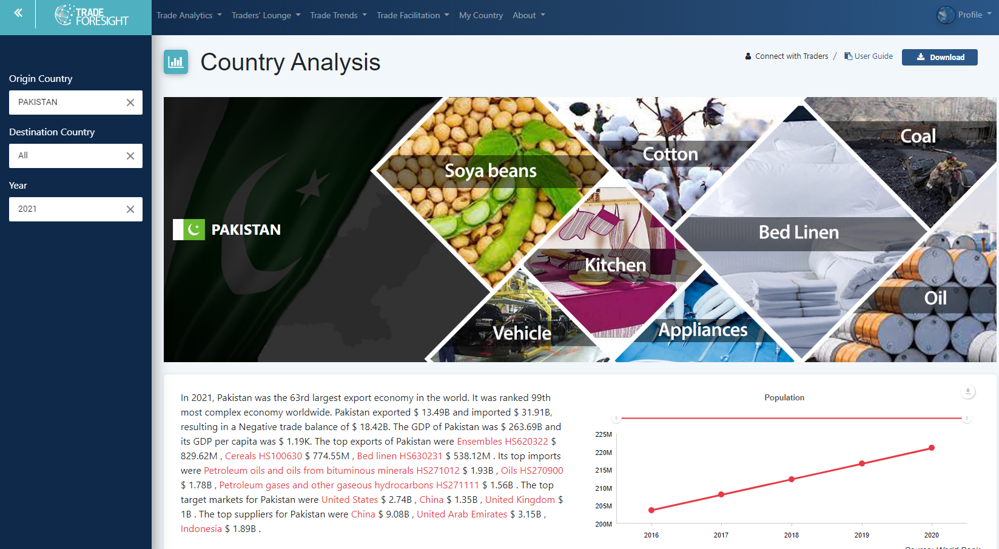 TRADE
FORESIGHT
Trade Analytics
Traders' Lounge
Trade Trends
Trade Facilitation
My Country
About
Profile
Origin Country
PAKISTAN
Destination Country
All
Year
2021
Country Analysis
Connect with Traders /
User Guide
Download
PAKISTAN
Soya beans
Cotton
Coal
Bed Linen
Kitchen
Oil
Vehicle
Appliances
In 2021, Pakistan was the 63rd largest export economy in the world. It was ranked 99th
most complex economy worldwide. Pakistan exported $ 13.49B and imported $ 31.91B,
resulting in a Negative trade balance of $ 18.42B. The GDP of Pakistan was $ 263.69B and
its GDP per capita was $ 1.19K. The top exports of Pakistan were Ensembles HS620322 $
829.62M , Cereals HS100630 $ 774.55M , Bed linen HS630231 $ 538.12M . Its top imports
were Petroleum oils and oils from bituminous minerals HS271012 $ 1.93B , Oils HS270900
$ 1.78B , Petroleum gases and other gaseous hydrocarbons HS271111 $ 1.56B . The top
target markets for Pakistan were United States $ 2.74B , China $ 1.35B , United Kingdom $
1B . The top suppliers for Pakistan were China $ 9.08B , United Arab Emirates $ 3.15B ,
Indonesia $ 1.89B .
Population
225M
220M
215M
210M
205M
200M
2016 2017 2018 2019 2020
Source: World Bank